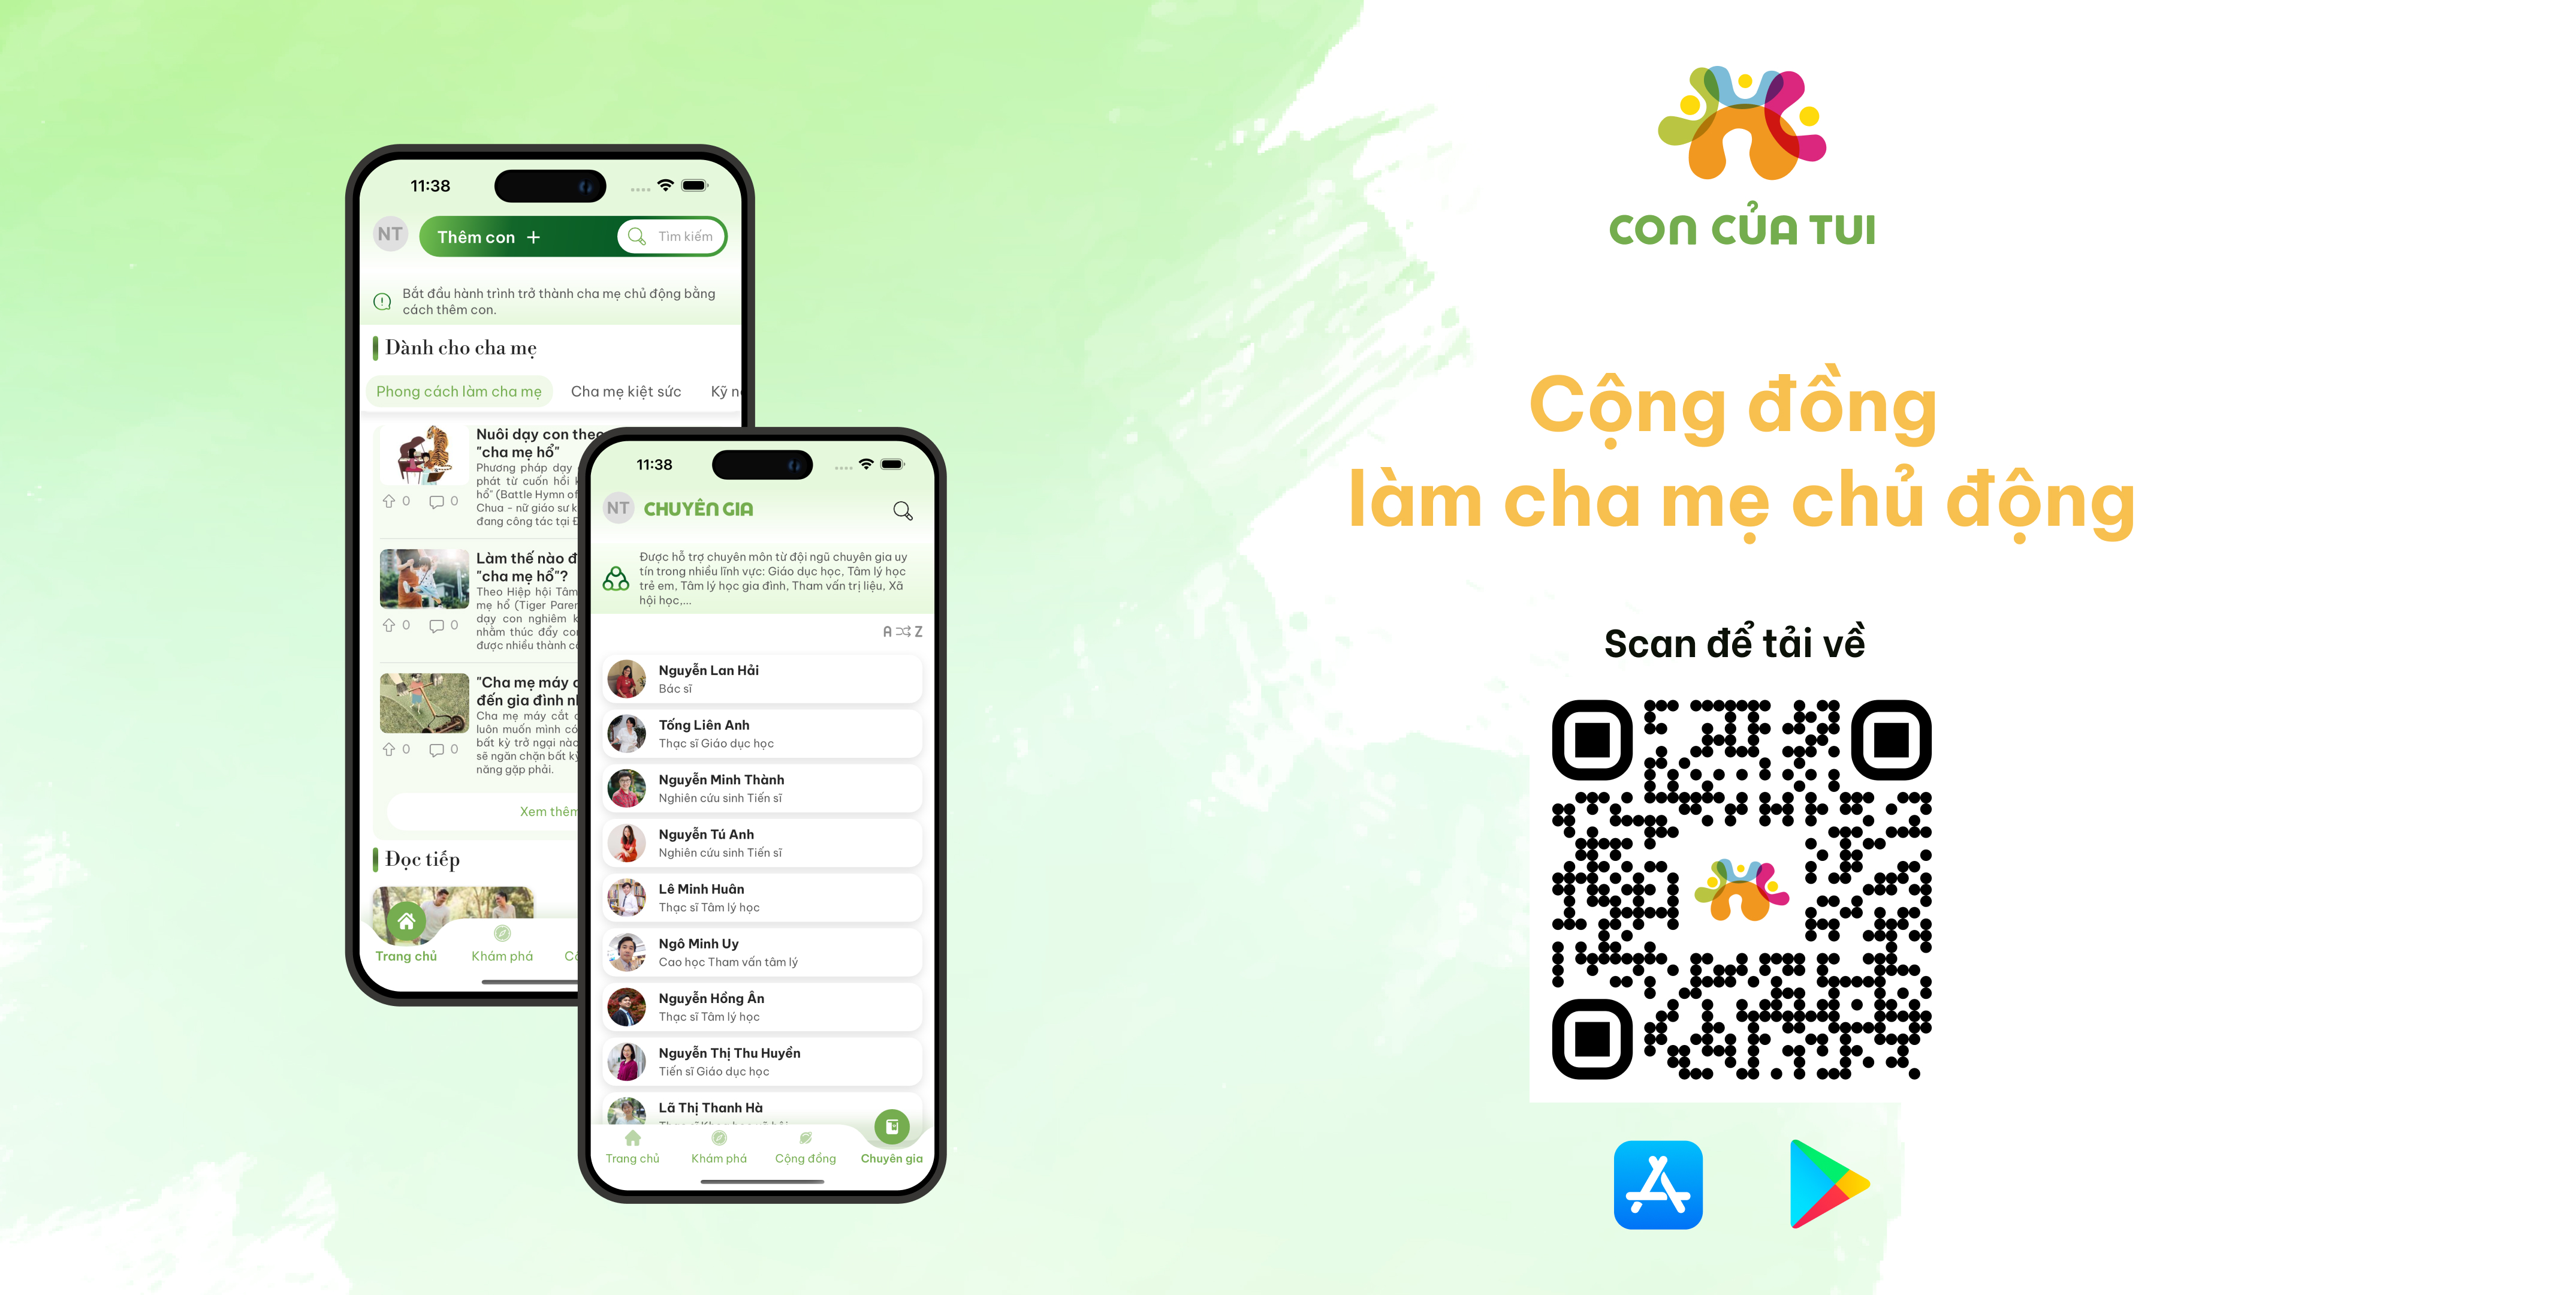 11:38
NT
Thêm con +
Tìm kiếm
Bắt đầu hành trình trở thành cha mẹ chủ động bằng
cách thêm con.
Dành cho cha mẹ
Phong cách làm cha mẹ
Cha mẹ kiệt sức
Kỹ
Nuôi dạy con theo
"cha mẹ hổ"
Phương pháp dạy
phát từ cuốn hồi
hổ" (Battle Hymn of
Chua - nữ giáo sư
đang công tác tại
0 0
Làm thế nào
"cha mẹ hổ"?
Theo Hiệp hội Tâm
mẹ hổ (Tiger
dạy con nghiêm
nhằm thúc đẩy
được nhiều thành
0 0
"Cha mẹ máy
đến gia đình
Cha mẹ máy cắt
luôn muốn mình
bất kỳ trở ngại nào
sẽ ngăn chặn bất kỳ
năng gặp phải.
0 0
Xem thêm
Đọc tiếp
Trang chủ
Khám phá
11:38
NT
CHUYÊN GIA
Được hỗ trợ chuyên môn từ đội ngũ chuyên gia uy
tín trong nhiều lĩnh vực: Giáo dục học, Tâm lý học
trẻ em, Tâm lý học gia đình, Tham vấn trị liệu, Xã
hội học,...
A Z
Nguyễn Lan Hải
Bác sĩ
Tống Liên Anh
Thạc sĩ Giáo dục học
Nguyễn Minh Thành
Nghiên cứu sinh Tiến sĩ
Nguyễn Tú Anh
Nghiên cứu sinh Tiến sĩ
Lê Minh Huân
Thạc sĩ Tâm lý học
Ngô Minh Uy
Cao học Tham vấn tâm lý
Nguyễn Hồng Ân
Thạc sĩ Tâm lý học
Nguyễn Thị Thu Huyền
Tiến sĩ Giáo dục học
Lã Thị Thanh Hà
Trang chủ
Khám phá
Cộng đồng
Chuyên gia
CON CỦA TUI
Cộng đồng
làm cha mẹ chủ động
Scan để tải về